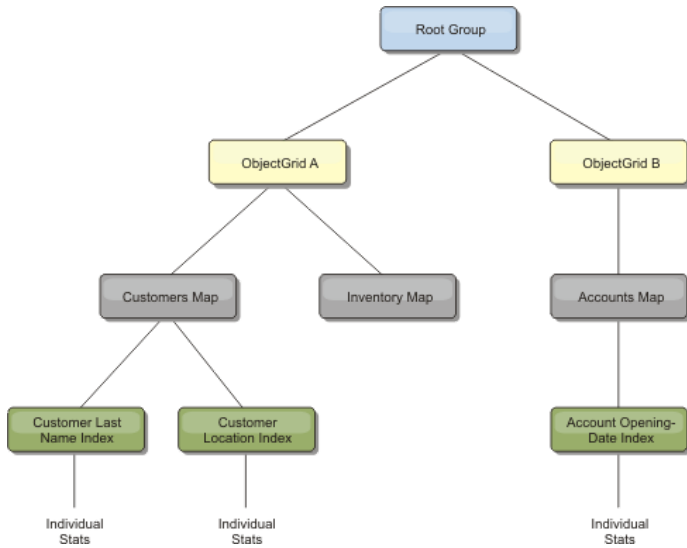 Root Group
ObjectGrid A
ObjectGrid B
Customers Map
Inventory Map
Accounts Map
Customer Last
Name Index
Customer
Location Index
Account Opening-
Date Index
Individual
Stats
Individual
Stats
Individual
Stats